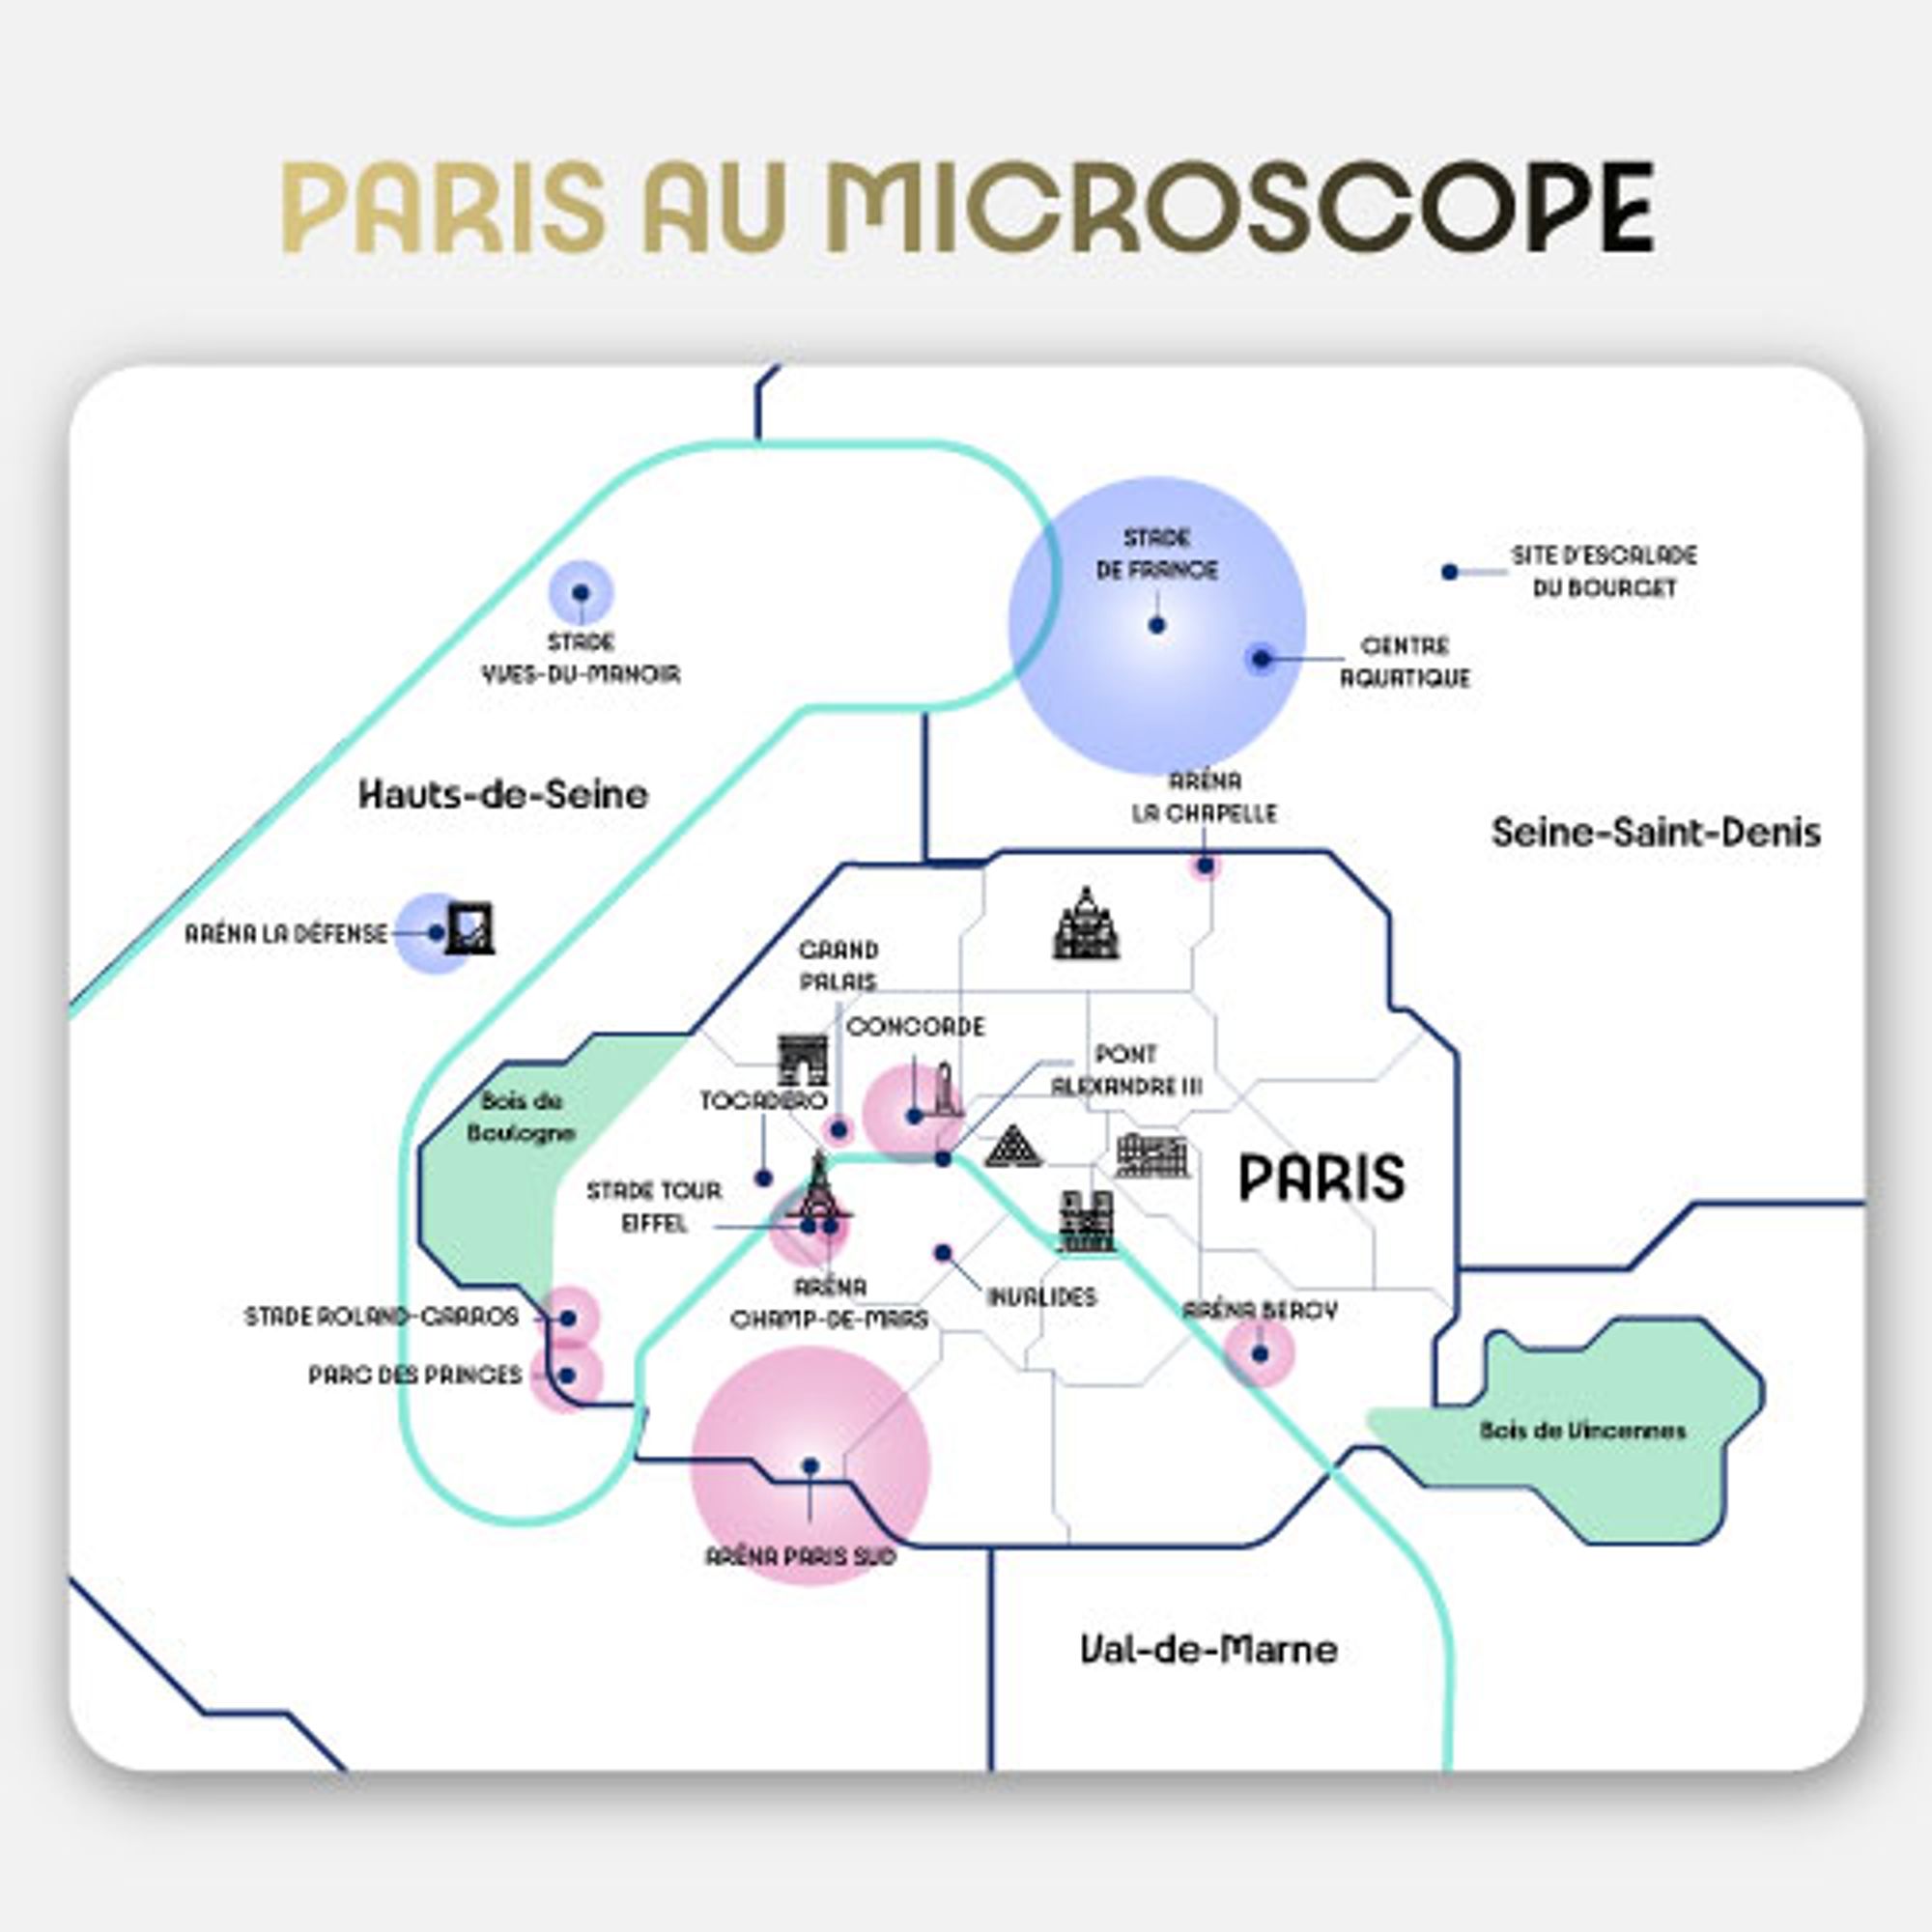 PARIS AU MICROSCOPE
STADE
DE FRANCE
SITE D'ESCALADE
DU BOURGET
CENTRE
AQUATIQUE
STADE
YVES-DU-MANOIR
Hauts-de-Seine
ARÉNA
LA CHAPELLE
Seine-Saint-Denis
ARÉNA LA DÉFENSE
GRAND
PALAIS
CONCORDE
PONT
ALEXANDRE III
TOCADERO
Bois de
Boulogne
PARIS
STADE TOUR
EIFFEL
ARÉNA
CHAMP-DE-MARS
INVALIDES
STADE ROLAND-GARROS
ARÉNA BERCY
PARC DES PRINCES
Bois de Vincennes
ARÉNA PARIS SUD
Val-de-Marne